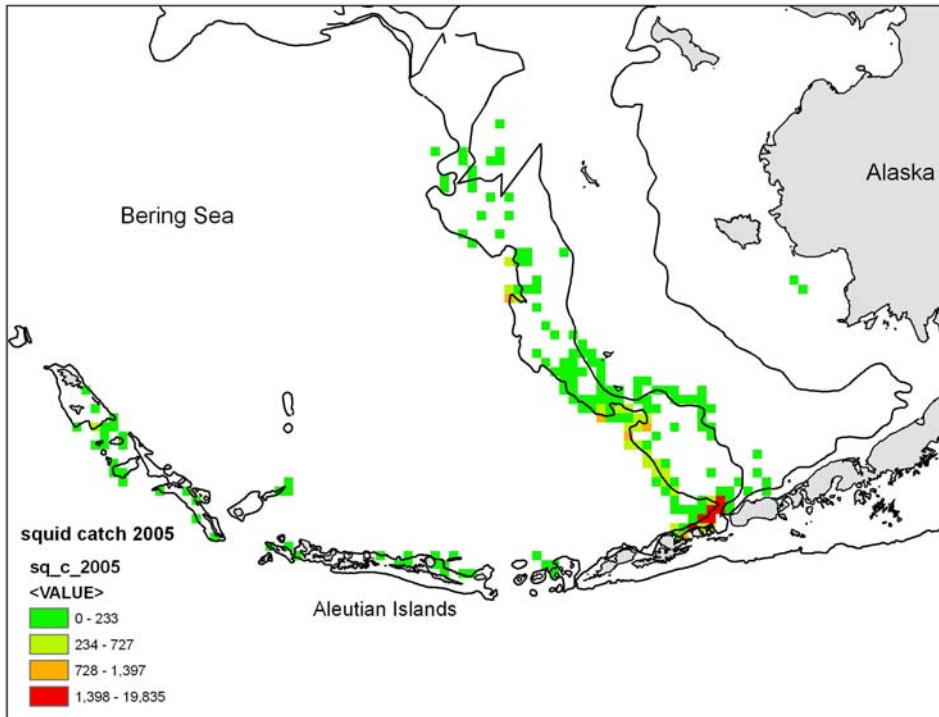 Alaska
Bering Sea
squid catch 2005
sq_c_2005
<VALUE>
0 - 233
234 - 727
728 - 1,397
1,398 - 19,835
Aleutian Islands